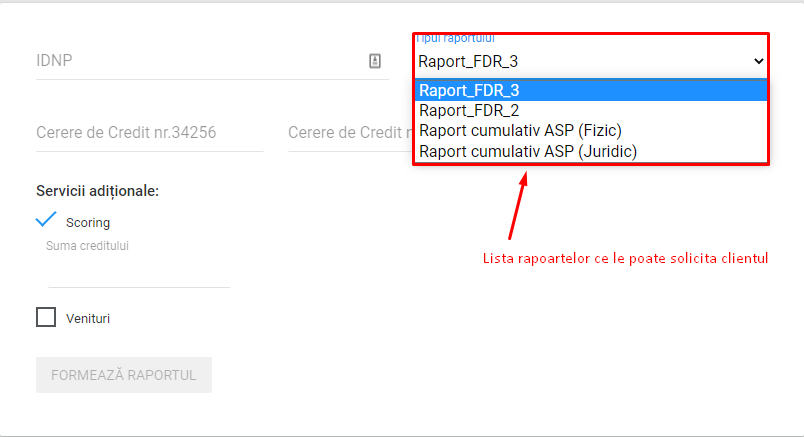 IDNP
Tipul raportului
Raport_FDR_3
Raport_FDR_3
Raport_FDR_2
Raport cumulativ ASP (Fizic)
Raport cumulativ ASP (Juridic)
Cerere de Credit nr.34256
Cerere de Credit
Servicii adiționale:
Scoring
Suma creditului
Lista rapoartelor ce le poate solicita clientul
Venituri
FORMEAZĂ RAPORTUL